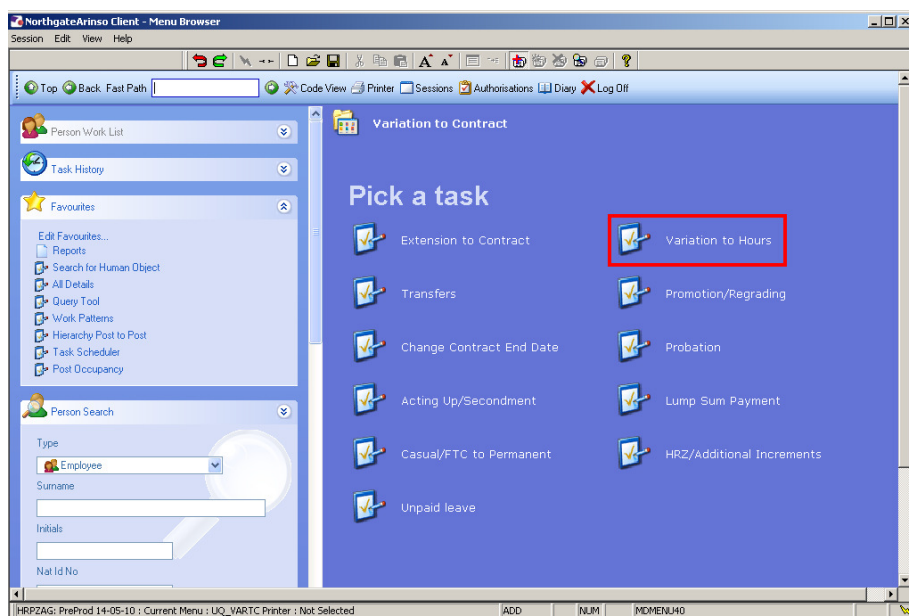 NorthgateArinso Client - Menu Browser
Session Edit View Help
Top Back Fast Path Code View Printer Sessions Authorisations Diary Log Off
Person Work List
Task History
Favourites
Edit Favourites...
Reports
Search for Human Object
All Details
Query Tool
Work Patterns
Hierarchy Post to Post
Task Scheduler
Post Occupancy
Person Search
Type
Employee
Surname
Initials
Nat Id No
Variation to Contract
Pick a task
Extension to Contract Variation to Hours
Transfers Promotion/Regrading
Change Contract End Date Probation
Acting Up/Secondment Lump Sum Payment
Casual/FTC to Permanent HRZ/Additional Increments
Unpaid leave
HRPZAG: PreProd 14-05-10 : Current Menu : UQ_VARTC Printer : Not Selected ADD NUM MDMENU40